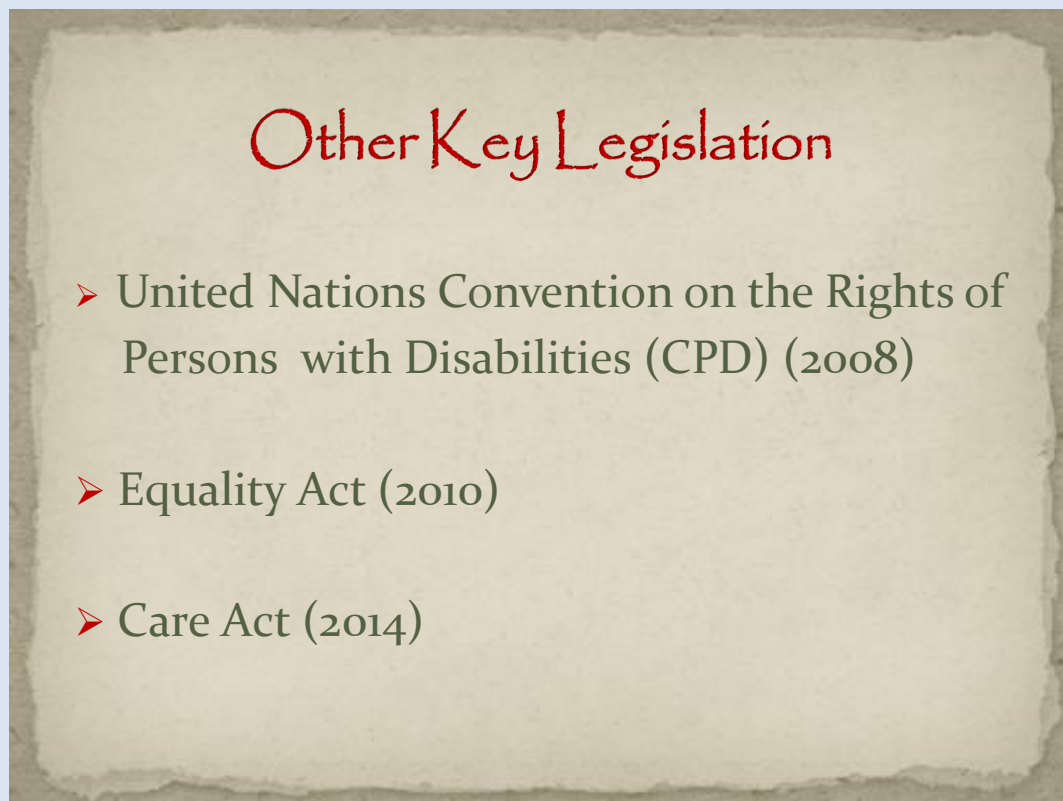 Other Key Legislation
➢ United Nations Convention on the Rights of
Persons with Disabilities (CPD) (2008)
➢ Equality Act (2010)
➢ Care Act (2014)